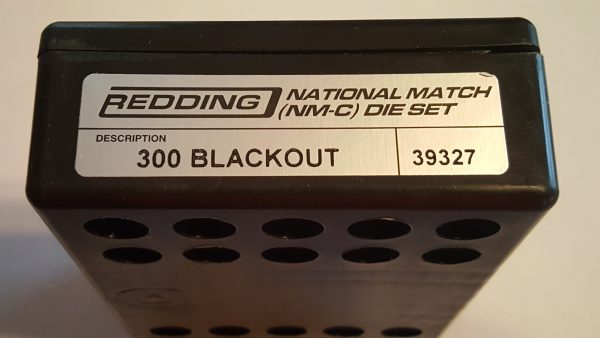 REDDING NATIONAL MATCH
(NM-C) DIE SET
DESCRIPTION
300 BLACKOUT 39327